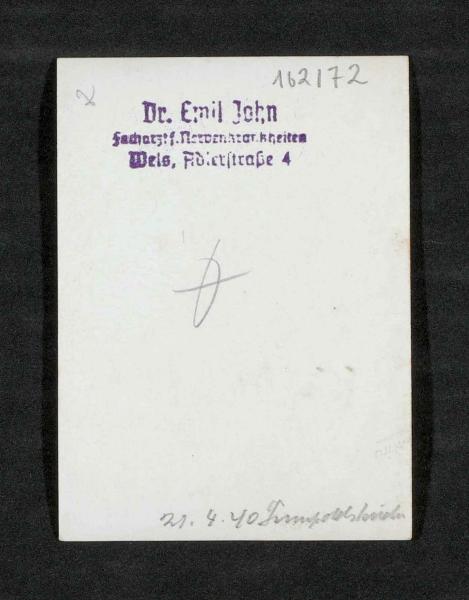 162172
Dr. Emil John
Facharzt f. Nervenkrankheiten
Wels, Adlerstraße 4
21. 4. 40